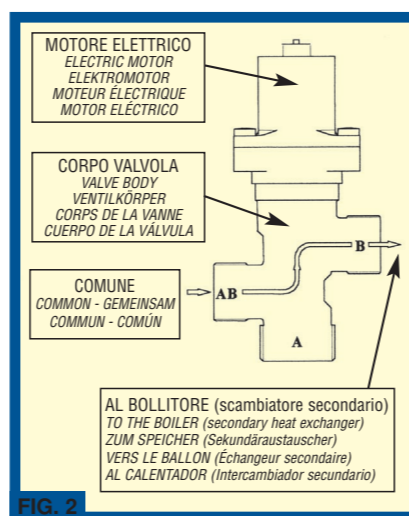 MOTORE ELETTRICO
ELECTRIC MOTOR
ELEKTROMOTOR
MOTEUR ÉLECTRIQUE
MOTOR ELÉCTRICO
CORPO VALVOLA
VALVE BODY
VENTILKÖRPER
CORPS DE LA VANNE
CUERPO DE LA VÁLVULA
B
COMUNE
COMMON - GEMEINSAM
COMMUN - COMÚN
AB
A
AL BOLLITORE (scambiatore secondario)
TO THE BOILER (secondary heat exchanger)
ZUM SPEICHER (Sekundäraustauscher)
VERS LE BALLON (Échangeur secondaire)
AL CALENTADOR (Intercambiador secundario)
FIG. 2